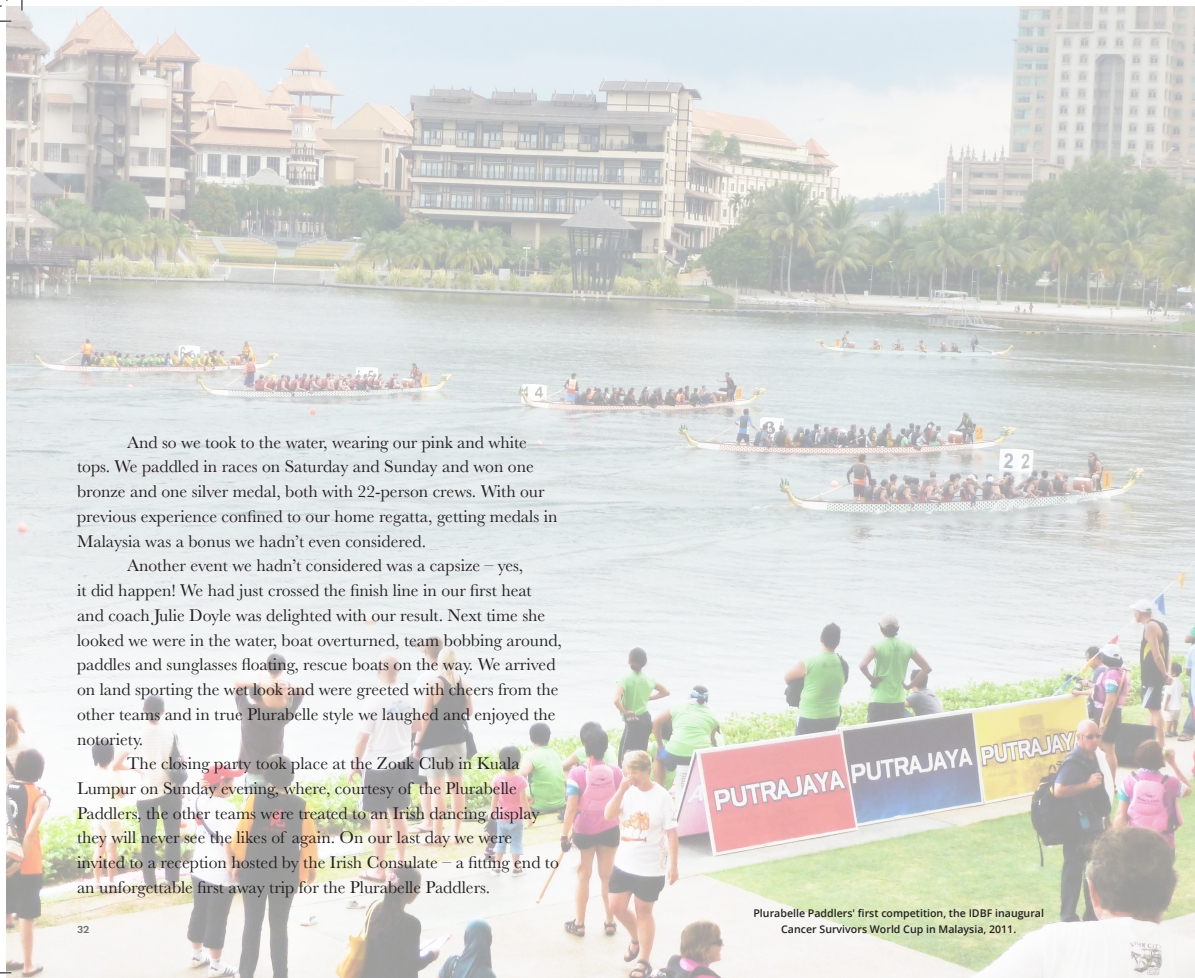 And so we took to the water, wearing our pink and white
tops. We paddled in races on Saturday and Sunday and won one
bronze and one silver medal, both with 22-person crews. With our
previous experience confined to our home regatta, getting medals in
Malaysia was a bonus we hadn't even considered.
Another event we hadn't considered was a capsize – yes,
it did happen! We had just crossed the finish line in our first heat
and coach Julie Doyle was delighted with our result. Next time she
looked we were in the water, boat overturned, team bobbing around,
paddles and sunglasses floating, rescue boats on the way. We arrived
on land sporting the wet look and were greeted with cheers from the
other teams and in true Plurabelle style we laughed and enjoyed the
notoriety.
The closing party took place at the Zouk Club in Kuala
Lumpur on Sunday evening, where, courtesy of the Plurabelle
Paddlers, the other teams were treated to an Irish dancing display
they will never see the likes of again. On our last day we were
invited to a reception hosted by the Irish Consulate – a fitting end to
an unforgettable first away trip for the Plurabelle Paddlers.
4
22
PUTRAJAYA
PUTRAJAYA
PUTRAJAY
Plurabelle Paddlers' first competition, the IDBF inaugural
Cancer Survivors World Cup in Malaysia, 2011.
32